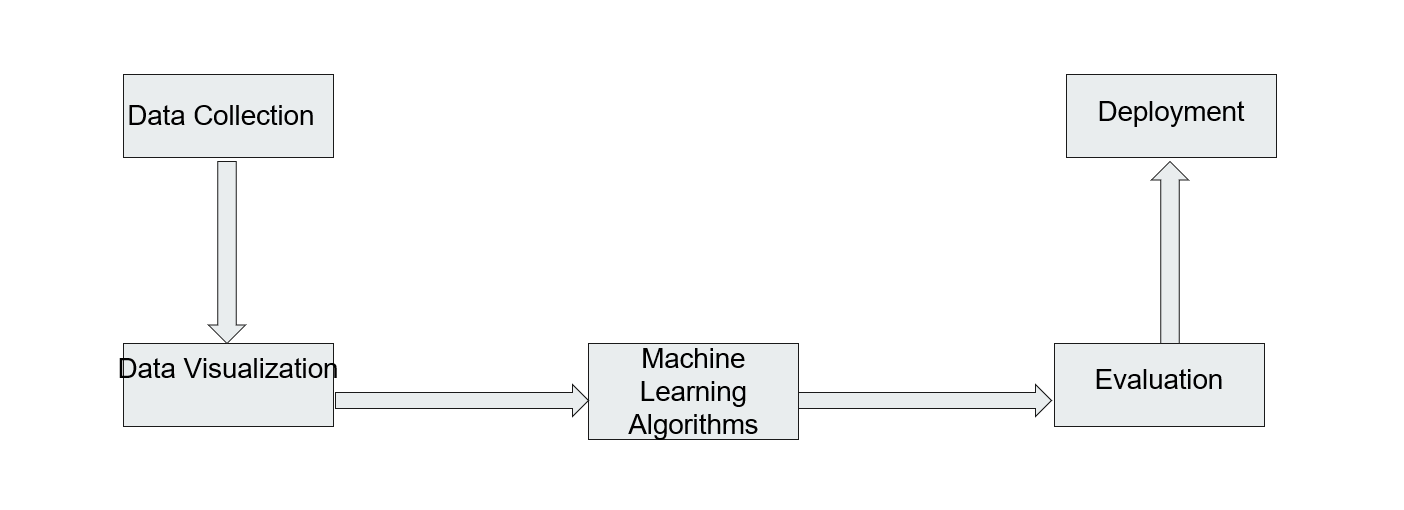 Data Collection
Data Visualization
Machine
Learning
Algorithms
Evaluation
Deployment